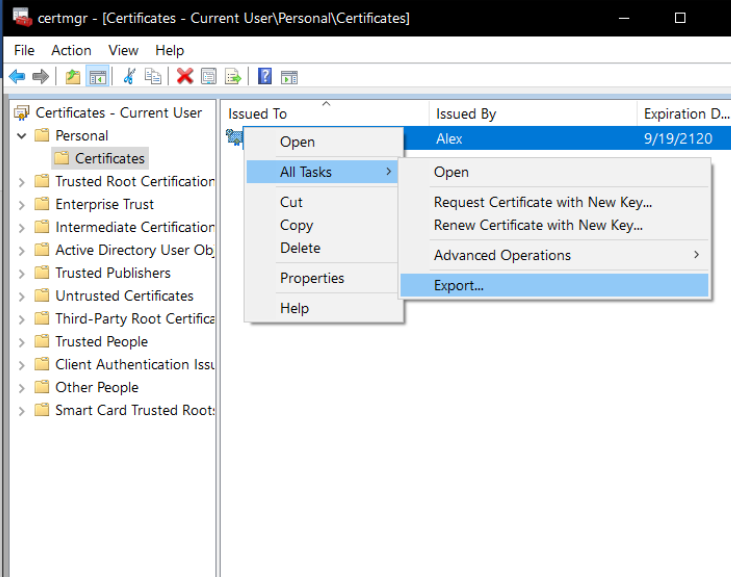 certmgr - [Certificates - Current User\Personal\Certificates]
File Action View Help
Certificates - Current User
Personal
Certificates
Trusted Root Certification
Enterprise Trust
Intermediate Certification
Active Directory User Ob
Trusted Publishers
Untrusted Certificates
Third-Party Root Certifica
Trusted People
Client Authentication Issu
Other People
Smart Card Trusted Roots
Issued To Issued By Expiration D...
Alex 9/19/2120
Open
All Tasks
Cut
Copy
Delete
Properties
Help
Open
Request Certificate with New Key...
Renew Certificate with New Key...
Advanced Operations
Export...